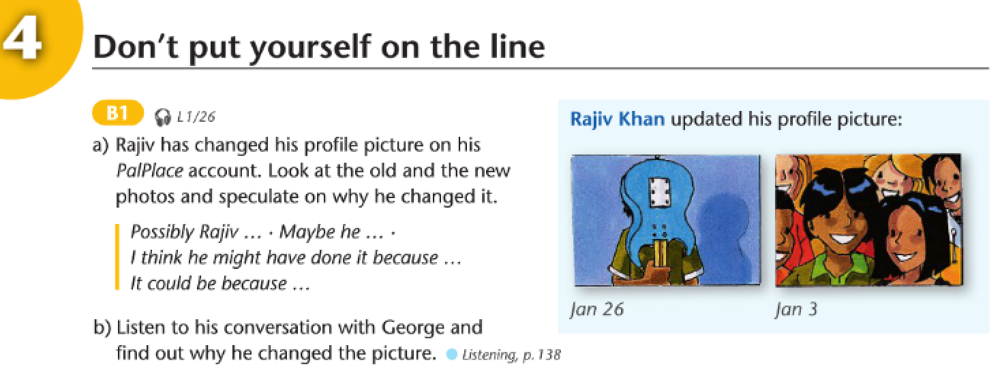 4
Don't put yourself on the line
B1 L1/26
a) Rajiv has changed his profile picture on his
PalPlace account. Look at the old and the new
photos and speculate on why he changed it.
Possibly Rajiv … · Maybe he … ·
I think he might have done it because …
It could be because …
b) Listen to his conversation with George and
find out why he changed the picture. Listening, p. 138
Rajiv Khan updated his profile picture:
Jan 26
Jan 3